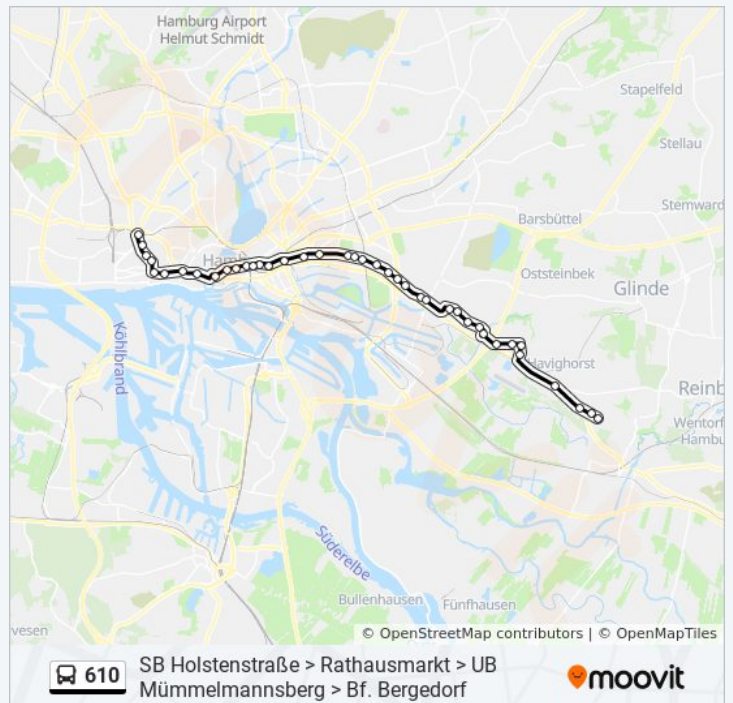 Hamburg Airport
Helmut Schmidt
Stapelfeld
Stellau
Stemward
Barsbüttel
Oststeinbek
Glinde
Havighorst
Reinb
Wentorf
Hambu
Köhlbrand
Süderelbe
Bullenhausen
Fünfhausen
vesen
© OpenStreetMap contributors | © OpenMapTiles
610
SB Holstenstraße > Rathausmarkt > UB
Mümmelmannsberg > Bf. Bergedorf
moovit